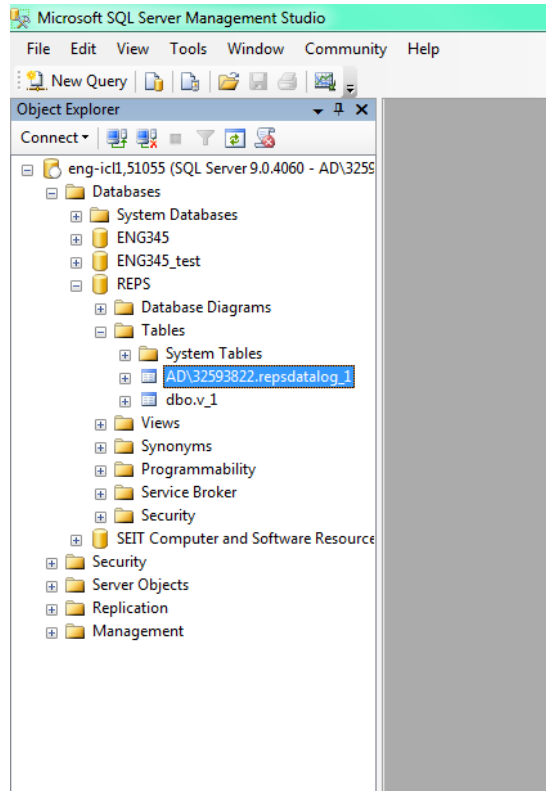 Microsoft SQL Server Management Studio
File Edit View Tools Window Community Help
New Query
Object Explorer
Connect
eng-icl1,51055 (SQL Server 9.0.4060 - AD\3259
Databases
System Databases
ENG345
ENG345_test
REPS
Database Diagrams
Tables
System Tables
AD\32593822.repsdatalog_1
dbo.v_1
Views
Synonyms
Programmability
Service Broker
Security
SEIT Computer and Software Resource
Security
Server Objects
Replication
Management